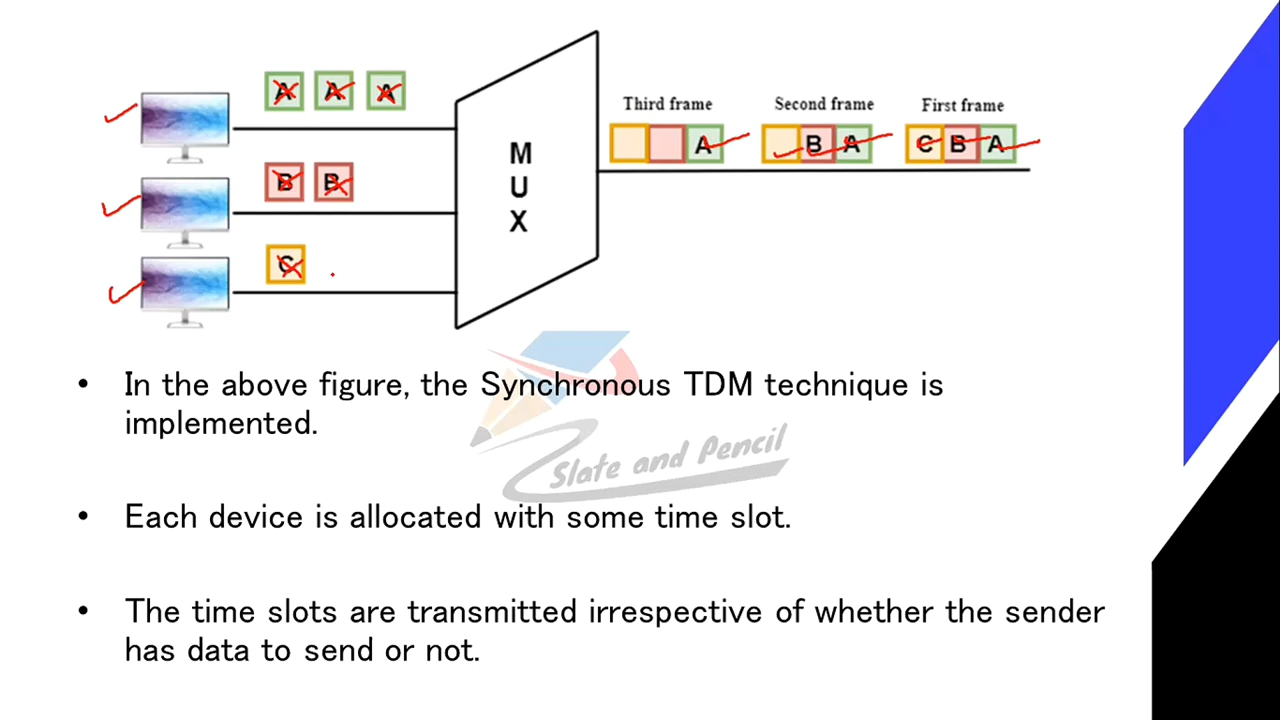 A A A
Third frame Second frame First frame
A B A C B A
M
U
X
B B
C
• In the above figure, the Synchronous TDM technique is
implemented.
Slate and Pencil
• Each device is allocated with some time slot.
• The time slots are transmitted irrespective of whether the sender
has data to send or not.